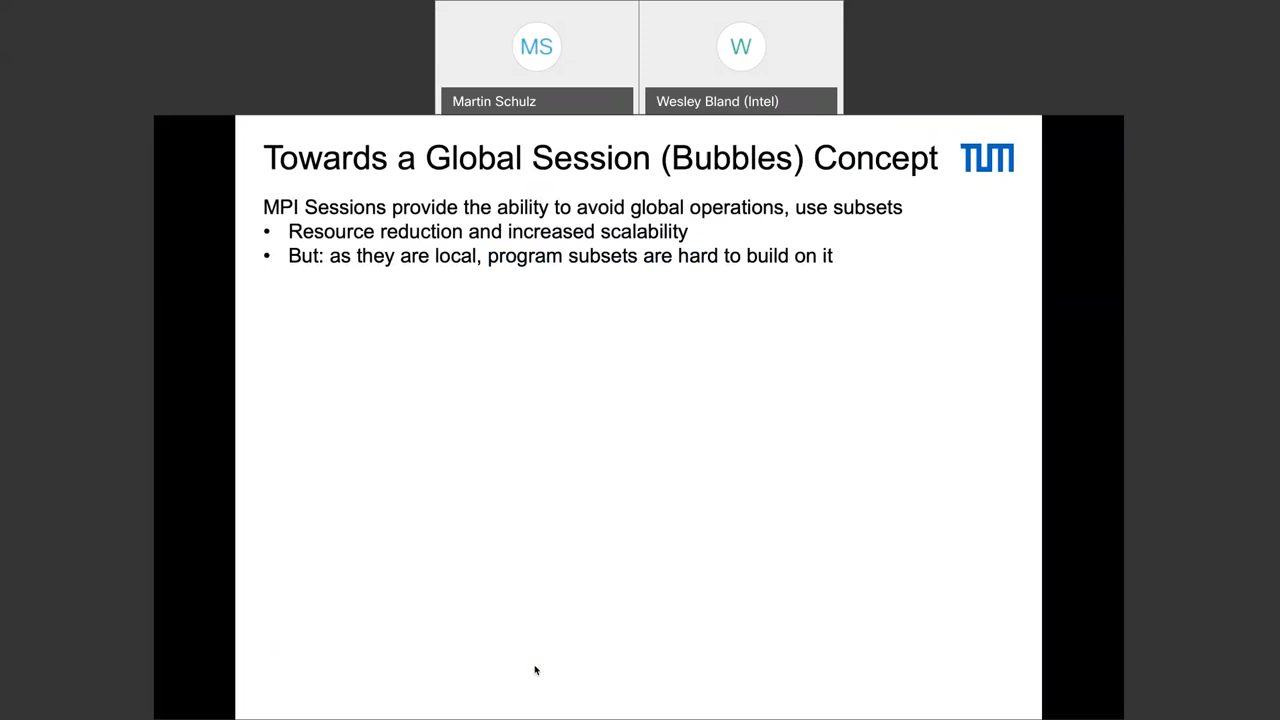 MS
W
Martin Schulz
Wesley Bland (Intel)
Towards a Global Session (Bubbles) Concept
TUM
MPI Sessions provide the ability to avoid global operations, use subsets
• Resource reduction and increased scalability
• But: as they are local, program subsets are hard to build on it